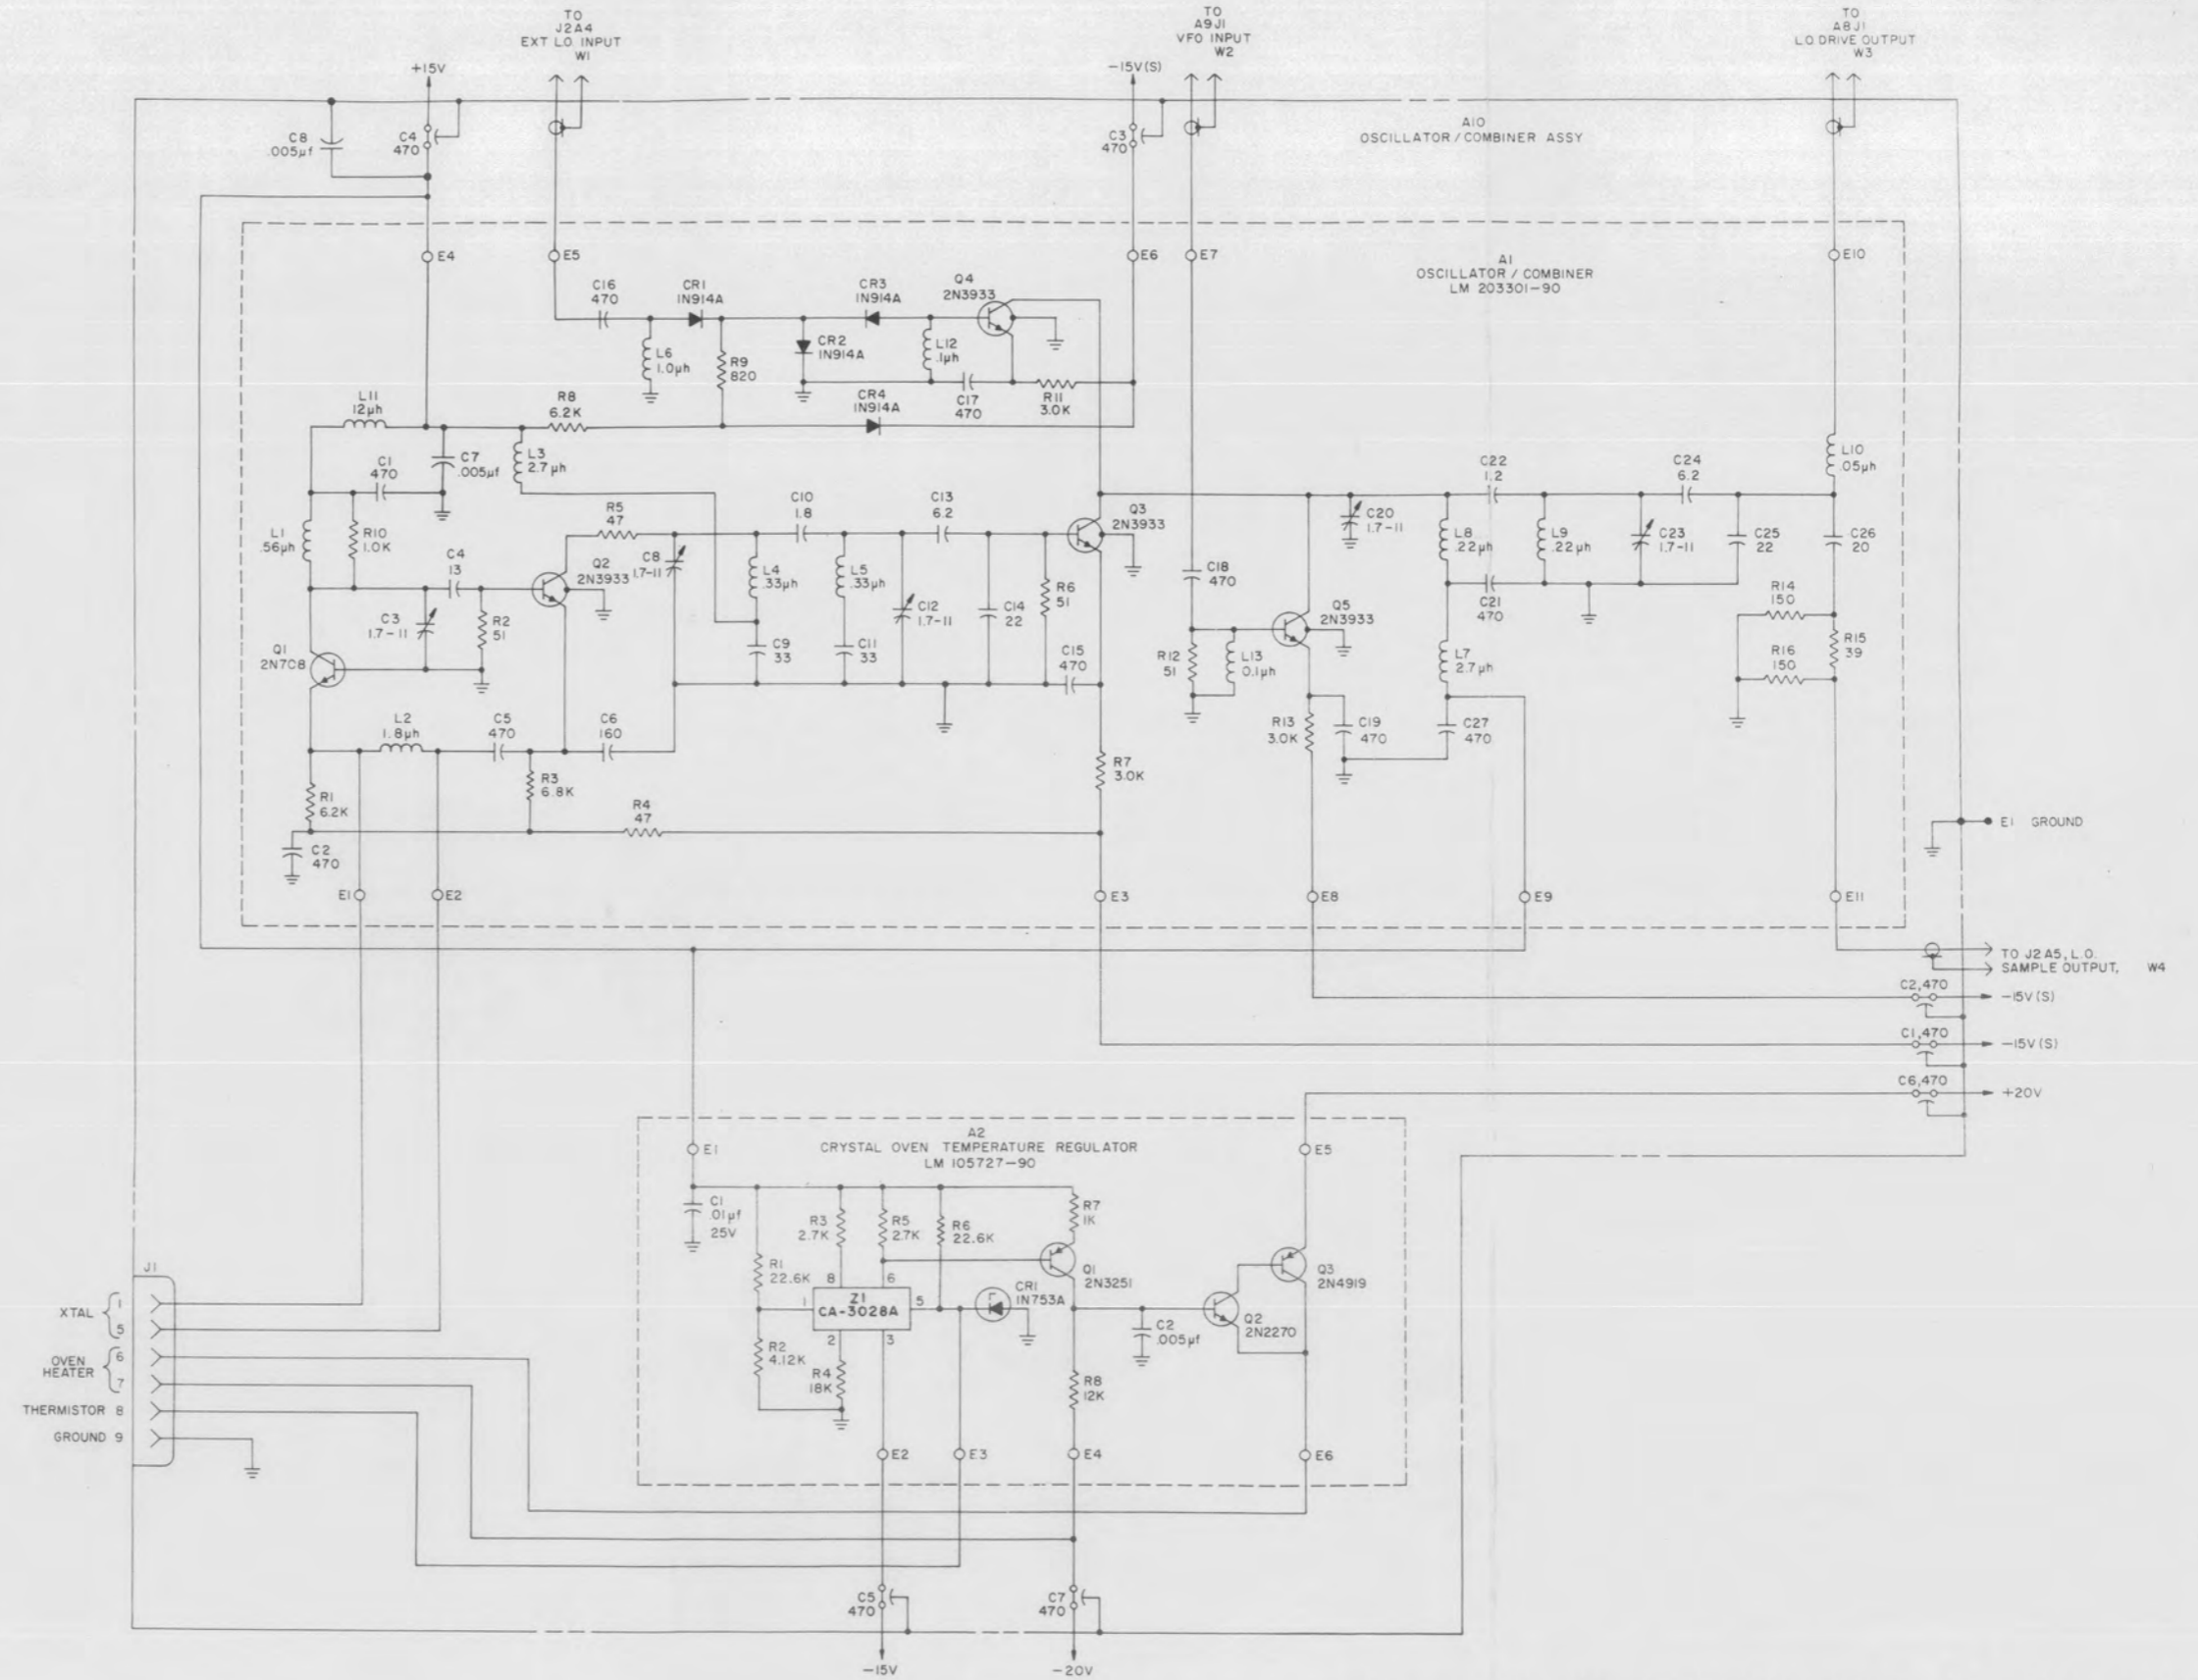 TO
J2A4
EXT LO INPUT
W1
TO
A9J1
VFO INPUT
W2
TO
A8J1
LO DRIVE OUTPUT
W3
+15V
-15V(S)
C8
.005µf
C4
470
C3
470
A10
OSCILLATOR/COMBINER ASSY
E4
E5
E6
E7
E10
A1
OSCILLATOR / COMBINER
LM 203301-90
C16
470
CR1
1N914A
CR3
1N914A
Q4
2N3933
L6
1.0µh
R9
820
CR2
1N914A
L12
.1µh
C17
470
R11
3.0K
CR4
1N914A
L11
12µh
R8
6.2K
C1
470
C7
.005µf
L3
2.7µh
L10
.05µh
C22
1.2
C24
6.2
L1
.56µh
R10
1.0K
R5
47
C10
1.8
C13
6.2
Q3
2N3933
C20
1.7-11
L8
.22µh
L9
.22µh
C23
1.7-11
C25
22
C26
20
C4
13
Q2
2N3933
C8
1.7-11
L4
.33µh
L5
.33µh
C12
1.7-11
C14
22
R6
51
C18
470
C21
470
R14
150
C3
1.7-11
R2
51
Q5
2N3933
Q1
2N708
C9
33
C11
33
C15
470
R12
51
L13
0.1µh
L7
2.7µh
R16
150
R15
39
L2
1.8µh
C5
470
C6
160
R13
3.0K
C19
470
C27
470
R1
6.2K
R3
6.8K
R4
47
R7
3.0K
C2
470
E1 GROUND
E1
E2
E3
E8
E9
E11
TO J2A5, L.O.
SAMPLE OUTPUT, W4
C2,470
-15V(S)
C1,470
-15V(S)
C6,470
+20V
A2
CRYSTAL OVEN TEMPERATURE REGULATOR
LM 105727-90
E1
E5
C1
.01µf
25V
R3
2.7K
R5
2.7K
R6
22.6K
R7
1K
R1
22.6K
8
6
Q1
2N3251
Q3
2N4919
1
Z1
CA-3028A
5
CR1
1N753A
2
3
R2
4.12K
R4
18K
C2
.005µf
Q2
2N2270
R8
12K
E2
E3
E4
E6
J1
XTAL
1
5
OVEN
HEATER
6
7
THERMISTOR 8
GROUND 9
C5
470
C7
470
-15V
-20V